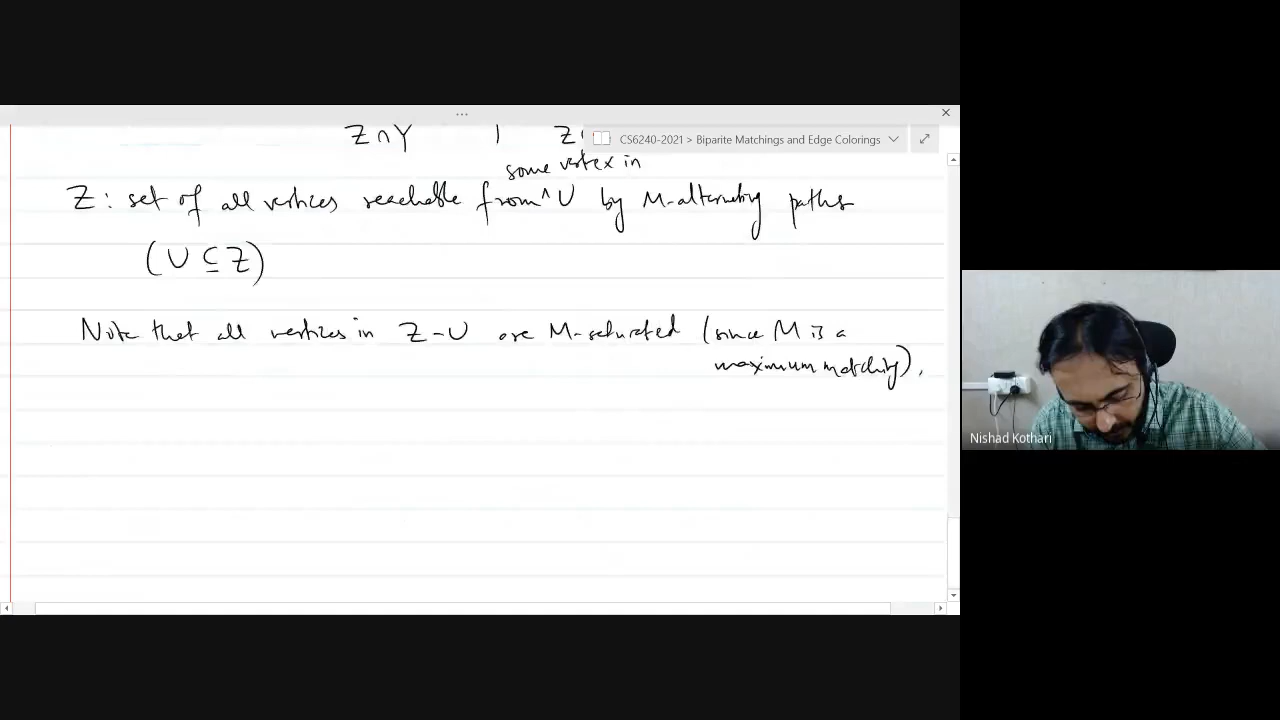 Z∩Y Z
CS6240-2021 > Biparite Matchings and Edge Colorings
some vertex in
Z: set of all vertices reachable from ^ U by M-alternating paths
(U ⊆ Z)
Note that all vertices in Z-U are M-saturated (since M is a
maximum matching).
Nishad Kothari